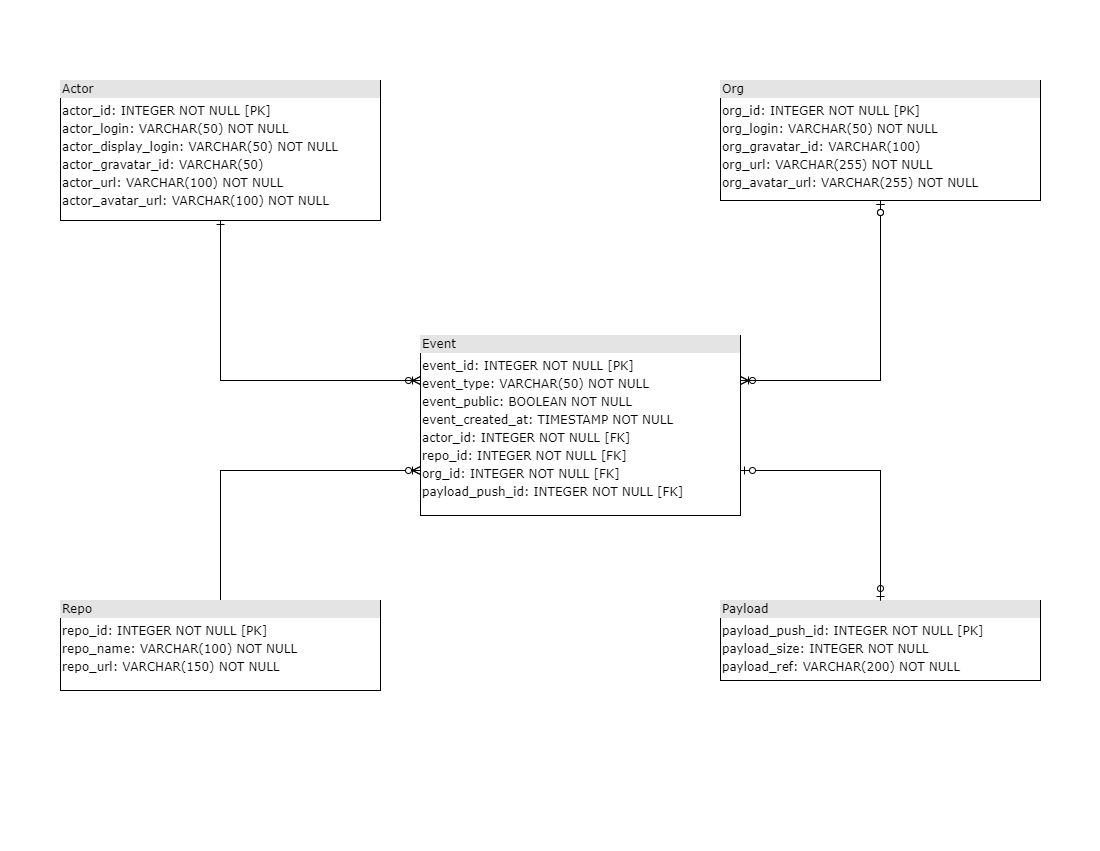 Actor
actor_id: INTEGER NOT NULL [PK]
actor_login: VARCHAR(50) NOT NULL
actor_display_login: VARCHAR(50) NOT NULL
actor_gravatar_id: VARCHAR(50)
actor_url: VARCHAR(100) NOT NULL
actor_avatar_url: VARCHAR(100) NOT NULL
Org
org_id: INTEGER NOT NULL [PK]
org_login: VARCHAR(50) NOT NULL
org_gravatar_id: VARCHAR(100)
org_url: VARCHAR(255) NOT NULL
org_avatar_url: VARCHAR(255) NOT NULL
Event
event_id: INTEGER NOT NULL [PK]
event_type: VARCHAR(50) NOT NULL
event_public: BOOLEAN NOT NULL
event_created_at: TIMESTAMP NOT NULL
actor_id: INTEGER NOT NULL [FK]
repo_id: INTEGER NOT NULL [FK]
org_id: INTEGER NOT NULL [FK]
payload_push_id: INTEGER NOT NULL [FK]
Repo
repo_id: INTEGER NOT NULL [PK]
repo_name: VARCHAR(100) NOT NULL
repo_url: VARCHAR(150) NOT NULL
Payload
payload_push_id: INTEGER NOT NULL [PK]
payload_size: INTEGER NOT NULL
payload_ref: VARCHAR(200) NOT NULL